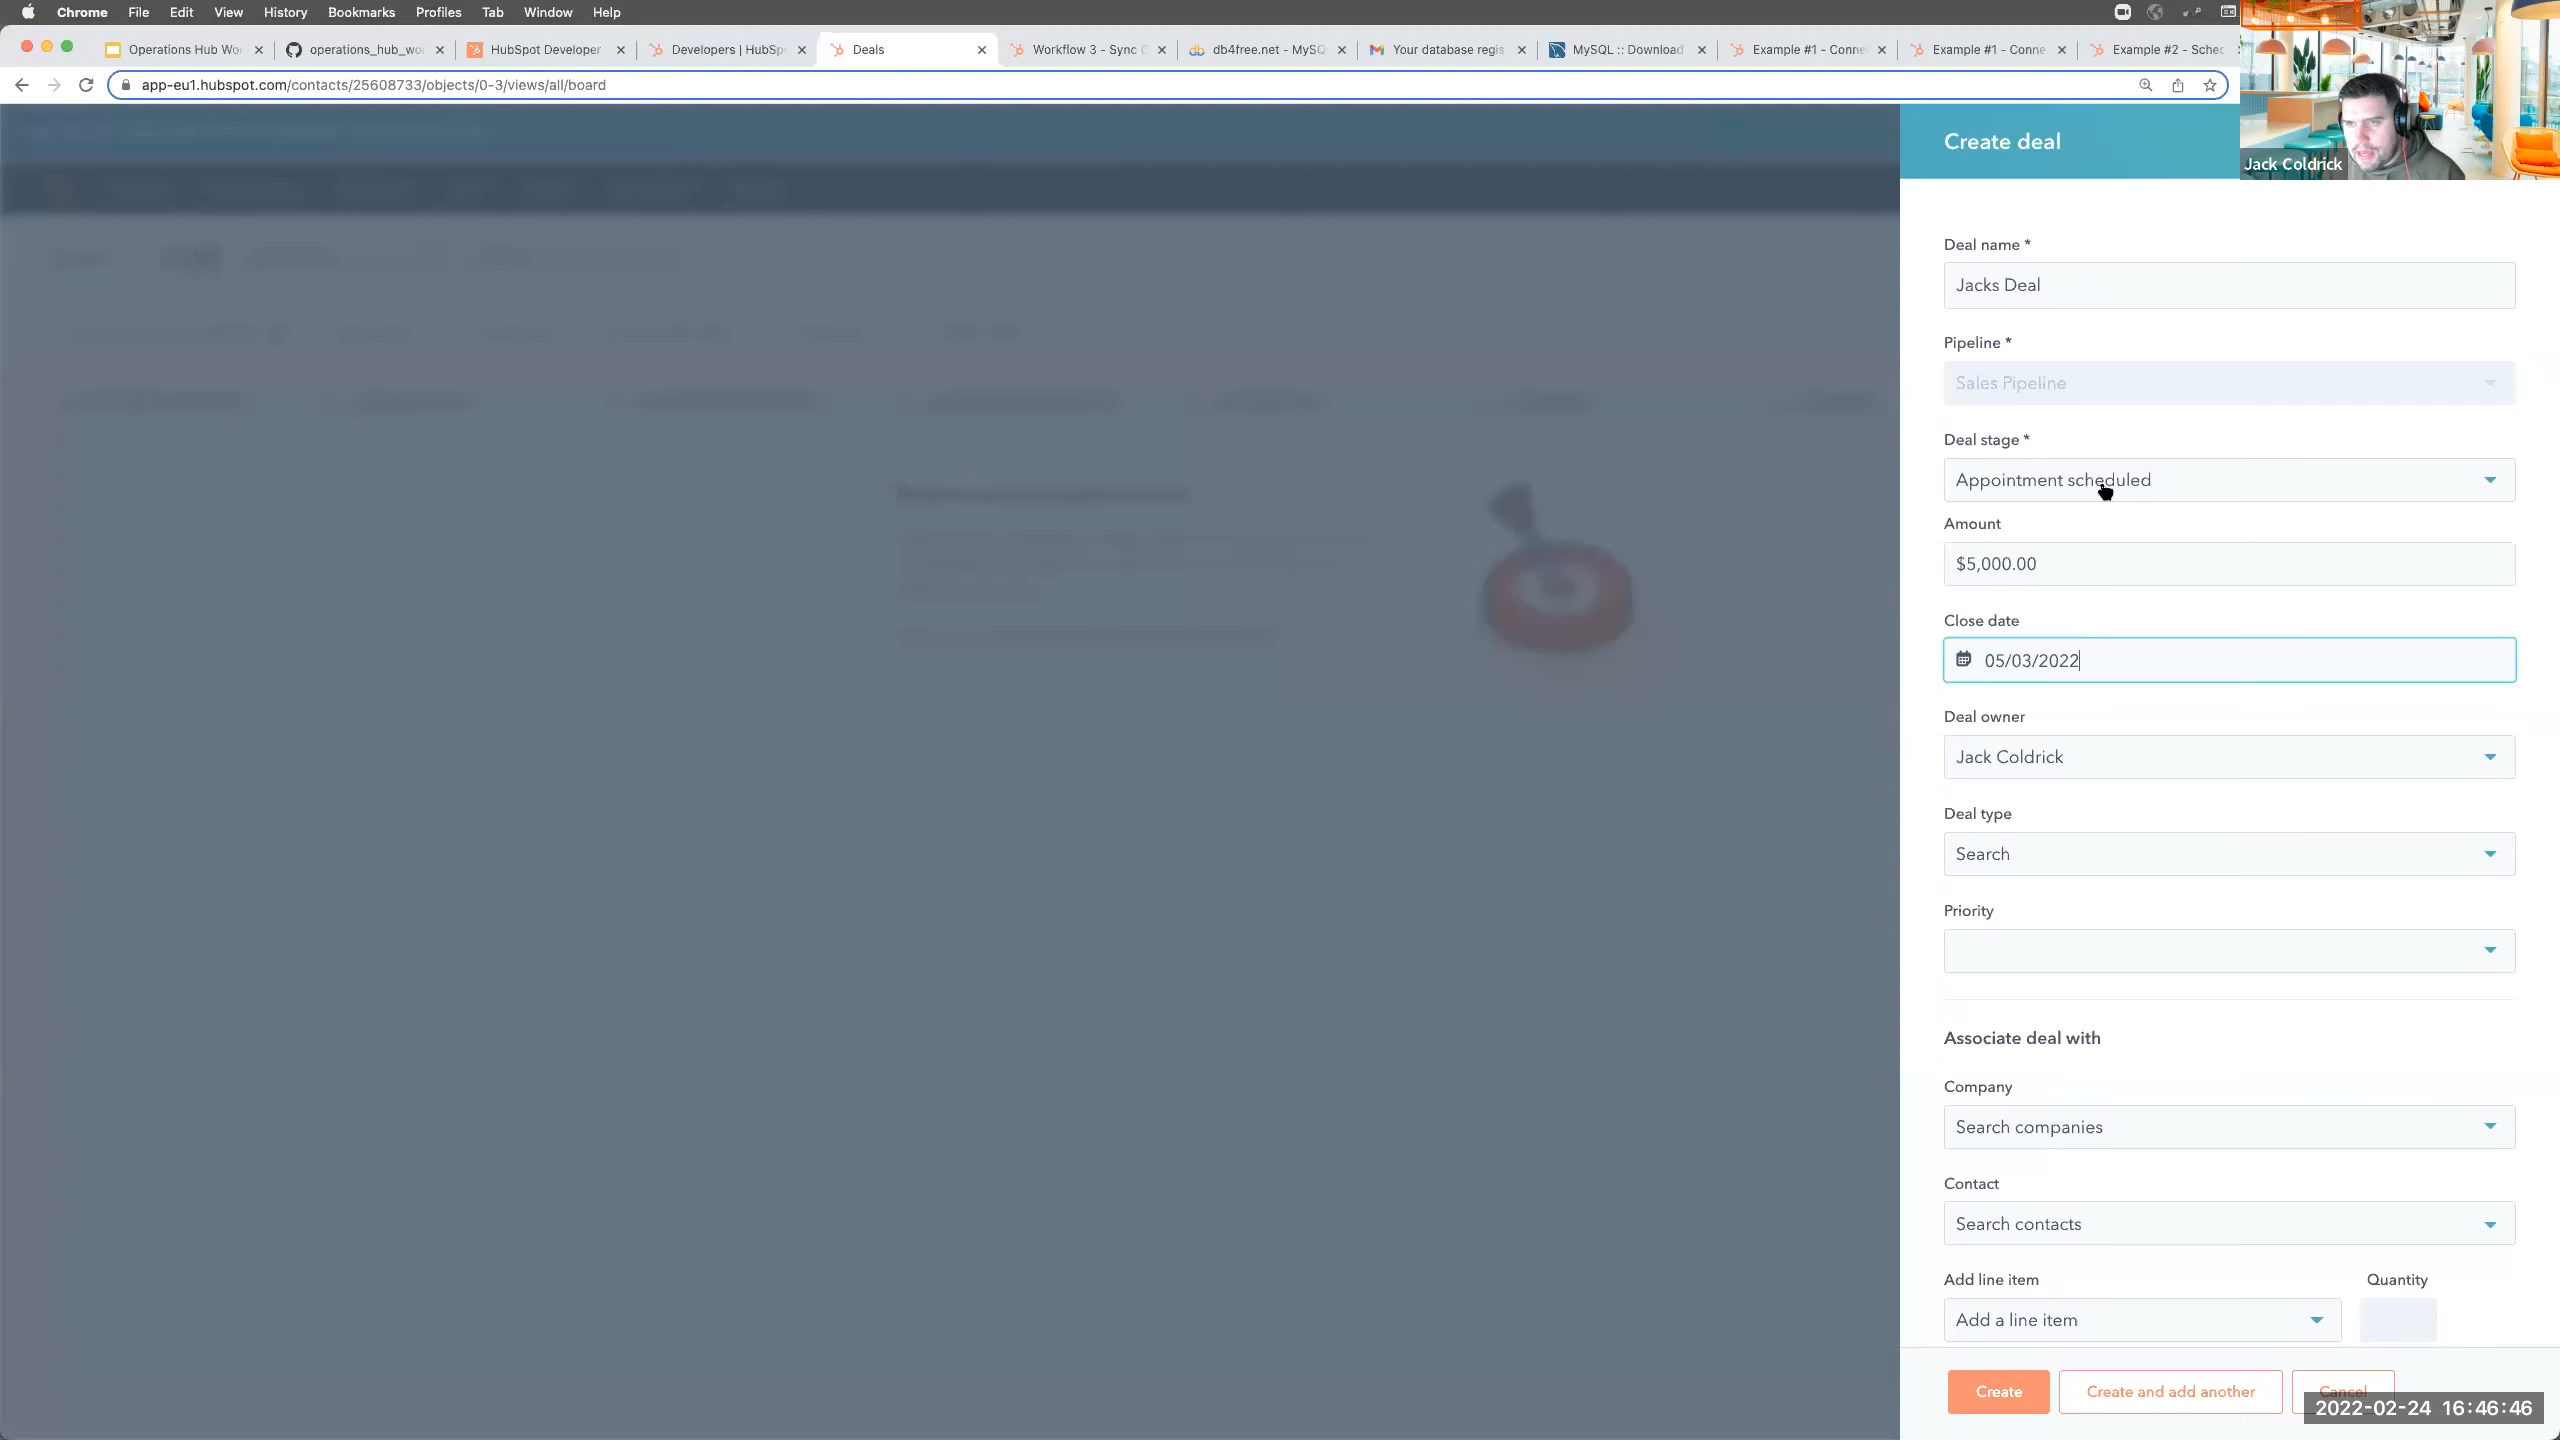 Chrome File Edit View History Bookmarks Profiles Tab Window Help
Operations Hub Wo
operations_hub_wo
HubSpot Developer
Developers | HubSp
Deals
Workflow 3 - Sync C
db4free.net - MySQ
Your database regis
MySQL :: Download
Example #1 - Conne
Example #1 - Conne
Example #2 - Sched
app-eu1.hubspot.com/contacts/25608733/objects/0-3/views/all/board
Jack Coldrick
Create deal
Deal name *
Jacks Deal
Pipeline *
Sales Pipeline
Deal stage *
Appointment scheduled
Amount
$5,000.00
Close date
05/03/2022
Deal owner
Jack Coldrick
Deal type
Search
Priority
Associate deal with
Company
Search companies
Contact
Search contacts
Add line item Quantity
Add a line item
Create Create and add another Cancel
2022-02-24 16:46:46